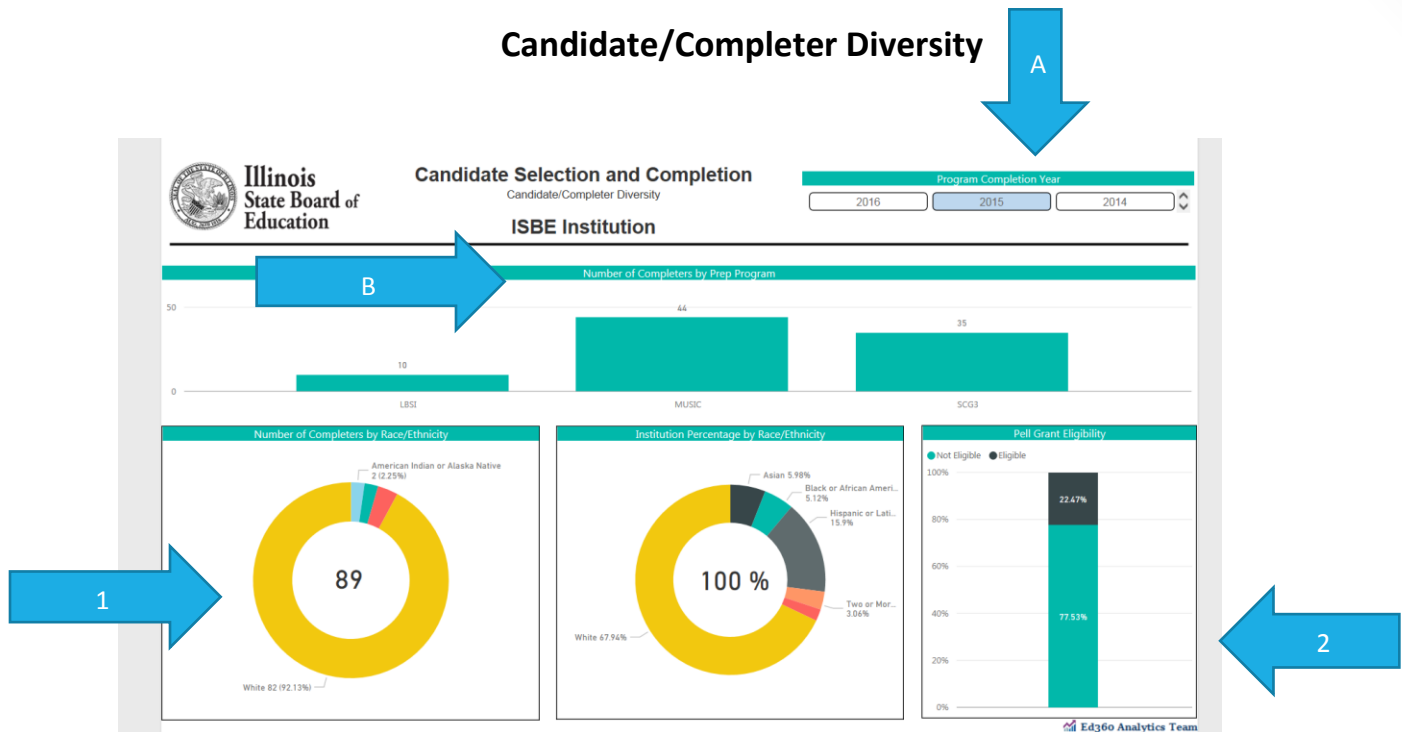 Candidate/Completer Diversity
A
Illinois
State Board of
Education
Candidate Selection and Completion
Candidate/Completer Diversity
ISBE Institution
Program Completion Year
2016
2015
2014
B
Number of Completers by Prep Program
50
0
10
44
35
LBSI
MUSIC
SCG3
Number of Completers by Race/Ethnicity
American Indian or Alaska Native
2 (2.25%)
89
White 82 (92.13%)
1
Institution Percentage by Race/Ethnicity
Asian 5.98%
Black or African Ameri...
5.12%
Hispanic or Lati...
15.9%
100 %
Two or Mor...
3.06%
White 67.94%
Pell Grant Eligibility
Not Eligible
Eligible
100%
80%
60%
40%
20%
0%
22.47%
77.53%
2
Ed360 Analytics Team